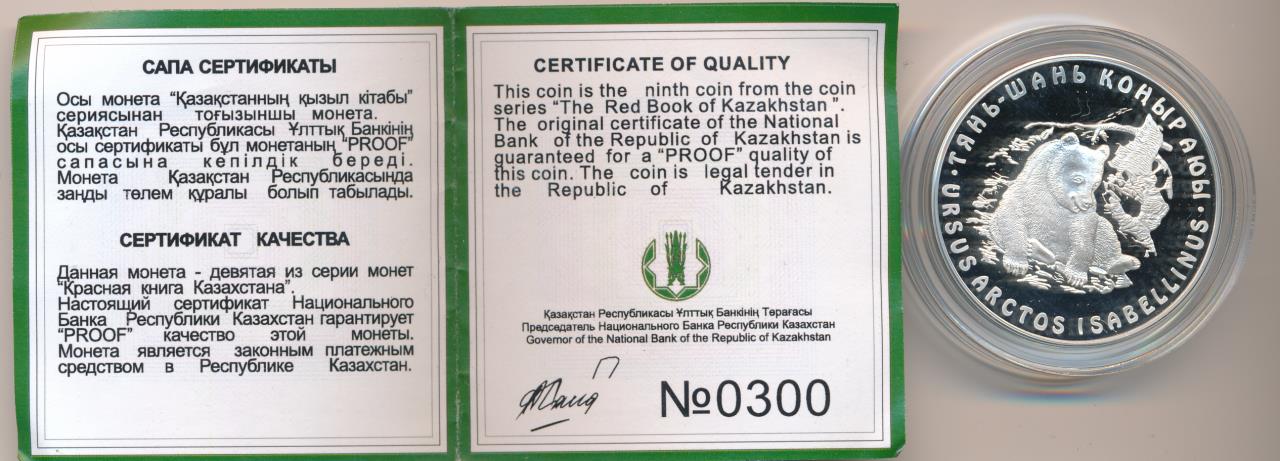 САПА СЕРТИФИКАТЫ
Осы монета “Қазақстанның қызыл кітабы”
сериясынан тоғызыншы монета.
Қазақстан Республикасы Ұлттық Банкінің
осы сертификаты бұл монетаның “PROOF”
сапасына кепілдік береді.
Монета Қазақстан Республикасында
заңды төлем құралы болып табылады.
СЕРТИФИКАТ КАЧЕСТВА
Данная монета - девятая из серии монет
“Красная книга Казахстана”.
Настоящий сертификат Национального
Банка Республики Казахстан гарантирует
“PROOF” качество этой монеты.
Монета является законным платежным
средством в Республике Казахстан.
CERTIFICATE OF QUALITY
This coin is the ninth coin from the coin
series “The Red Book of Kazakhstan”.
The original certificate of the National
Bank of the Republic of Kazakhstan is
guaranteed for a “PROOF” quality of
this coin. The coin is legal tender in
the Republic of Kazakhstan.
Қазақстан Республикасы Ұлттық Банкінің Төрағасы
Председатель Национального Банка Республики Казахстан
Governor of the National Bank of the Republic of Kazakhstan
№0300
ТЯНЬ-ШАНЬ ҚОҢЫР АЮЫ
URSUS ARCTOS ISABELLINUS